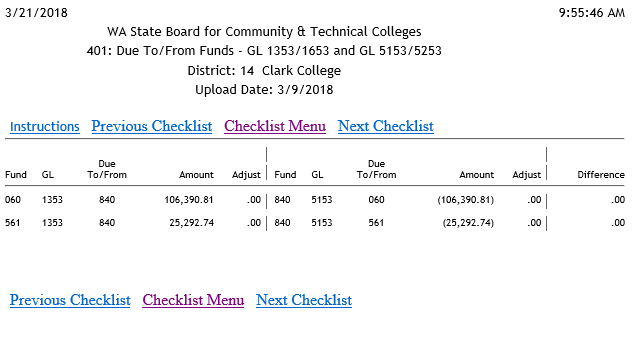 3/21/2018 9:55:46 AM
WA State Board for Community & Technical Colleges
401: Due To/From Funds - GL 1353/1653 and GL 5153/5253
District: 14 Clark College
Upload Date: 3/9/2018
Instructions Previous Checklist Checklist Menu Next Checklist
Due Due
Fund GL To/From Amount Adjust Fund GL To/From Amount Adjust Difference
060 1353 840 106,390.81 .00 840 5153 060 (106,390.81) .00 .00
561 1353 840 25,292.74 .00 840 5153 561 (25,292.74) .00 .00
Previous Checklist Checklist Menu Next Checklist